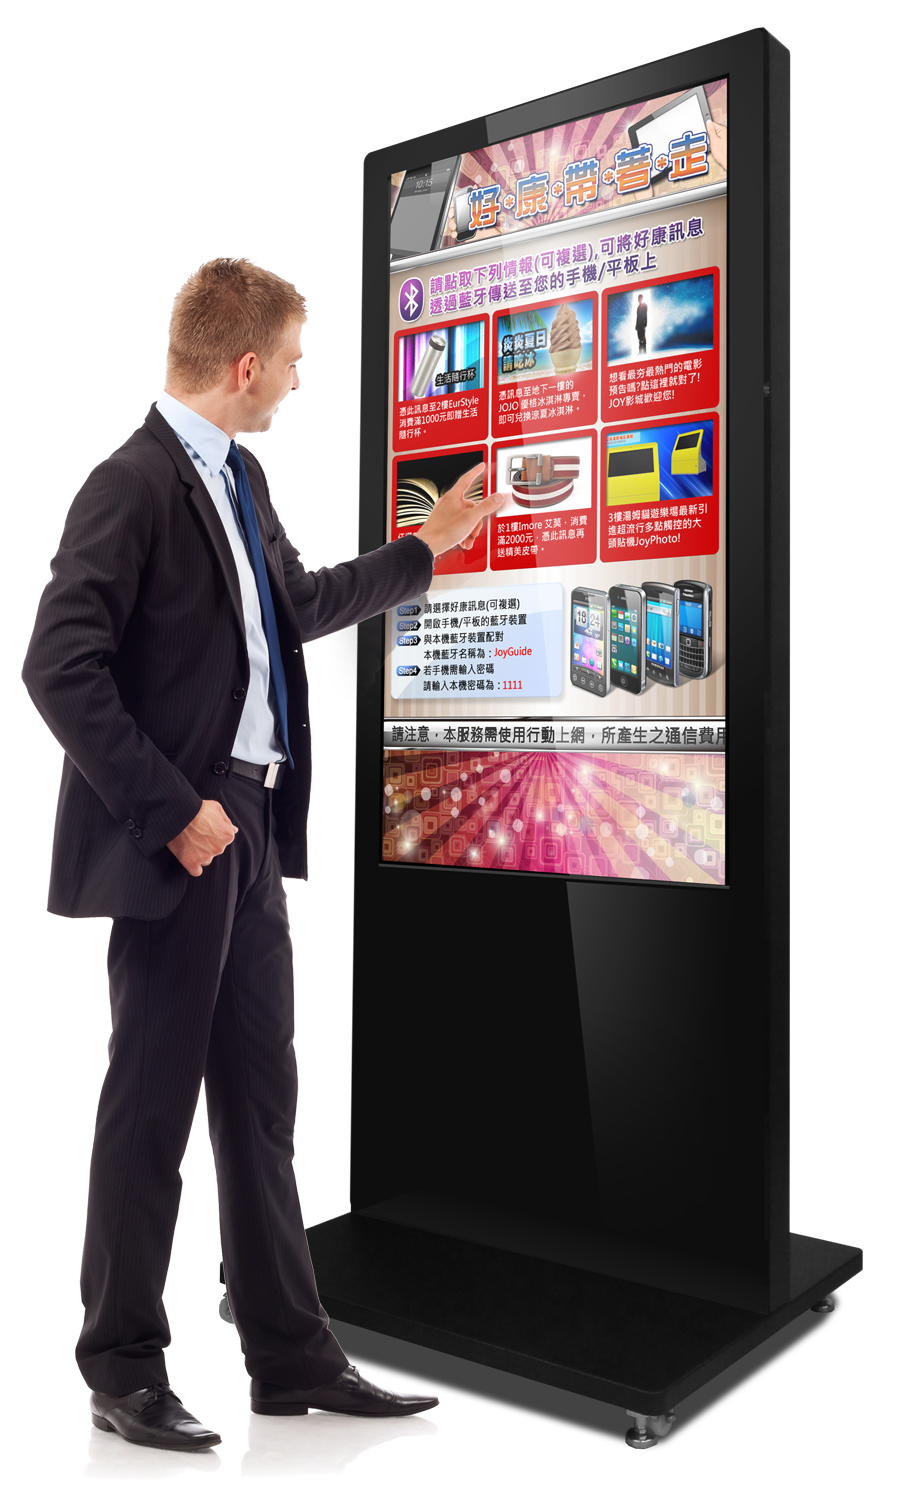 10:15
好*康*帶*著*走
請點取下列情報(可複選),可將好康訊息
透過藍牙傳送至您的手機/平板上
生活隨行杯
憑此訊息至2樓EurStyle
消費滿1000元即贈生活
隨行杯。
炎炎夏日
請吃冰
憑訊息至地下一樓的
JOJO 優格冰淇淋專賣,
即可兌換涼夏冰淇淋。
想看最夯最熱門的電影
預告嗎?點這裡就對了!
JOY影城歡迎您!
於1樓Imore 艾莫,消費
滿2000元,憑此訊息再
送精美皮帶。
3樓湯姆貓遊樂場最新引
進超流行多點觸控的大
頭貼機JoyPhoto!
Step1 請選擇好康訊息(可複選)
Step2 開啟手機/平板的藍牙裝置
Step3 與本機藍牙裝置配對
本機藍牙名稱為:JoyGuide
Step4 若手機需輸入密碼
請輸入本機密碼為:1111
請注意,本服務需使用行動上網,所產生之通信費用